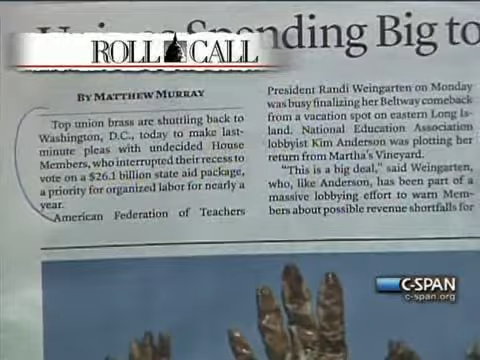 Spending Big to
ROLL CALL
BY MATTHEW MURRAY
Top union brass are shuttling back to
Washington, D.C., today to make last-
minute pleas with undecided House
Members, who interrupted their recess to
vote on a $26.1 billion state aid package,
a priority for organized labor for nearly a
year.
American Federation of Teachers
President Randi Weingarten on Monday
was busy finalizing her Beltway comeback
from a vacation spot on eastern Long Is-
land. National Education Association
lobbyist Kim Anderson was plotting her
return from Martha's Vineyard.
"This is a big deal," said Weingarten,
who, like Anderson, has been part of a
massive lobbying effort to warn Mem-
bers about possible revenue shortfalls for
C-SPAN
c-span.org